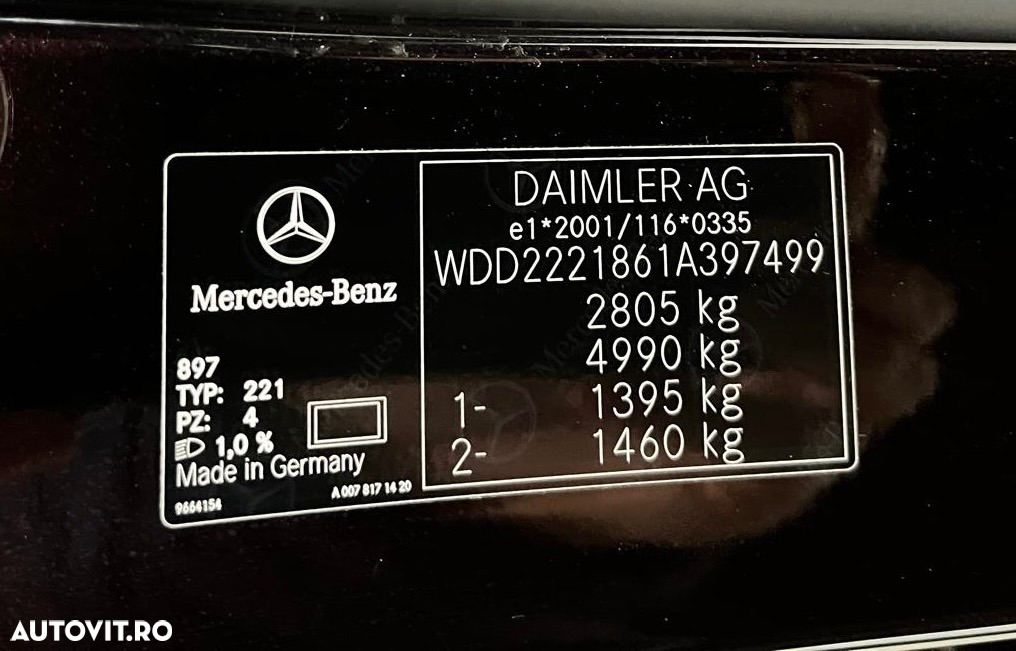 Mercedes-Benz
897
TYP: 221
PZ: 4
1,0 %
Made in Germany
9664154
A 007 817 14 20
DAIMLER AG
e1*2001/116*0335
WDD2221861A397499
2805 kg
4990 kg
1- 1395 kg
2- 1460 kg
AUTOVIT.RO